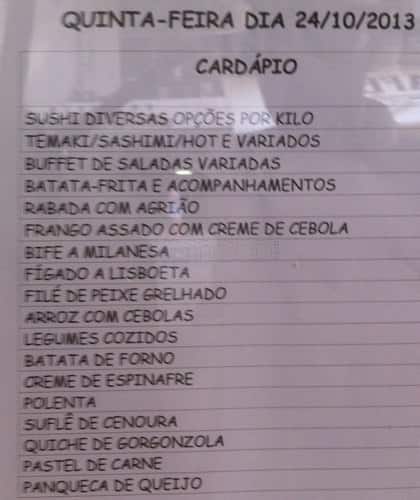 QUINTA-FEIRA DIA 24/10/2013
CARDÁPIO
SUSHI DIVERSAS OPÇÕES POR KILO
TEMAKI/SASHIMI/HOT E VARIADOS
BUFFET DE SALADAS VARIADAS
BATATA-FRITA E ACOMPANHAMENTOS
RABADA COM AGRIÃO
FRANGO ASSADO COM CREME DE CEBOLA
BIFE A MILANESA
FÍGADO A LISBOETA
FILÉ DE PEIXE GRELHADO
ARROZ COM CEBOLAS
LEGUMES COZIDOS
BATATA DE FORNO
CREME DE ESPINAFRE
POLENTA
SUFLÊ DE CENOURA
QUICHE DE GORGONZOLA
PASTEL DE CARNE
PANQUECA DE QUEIJO